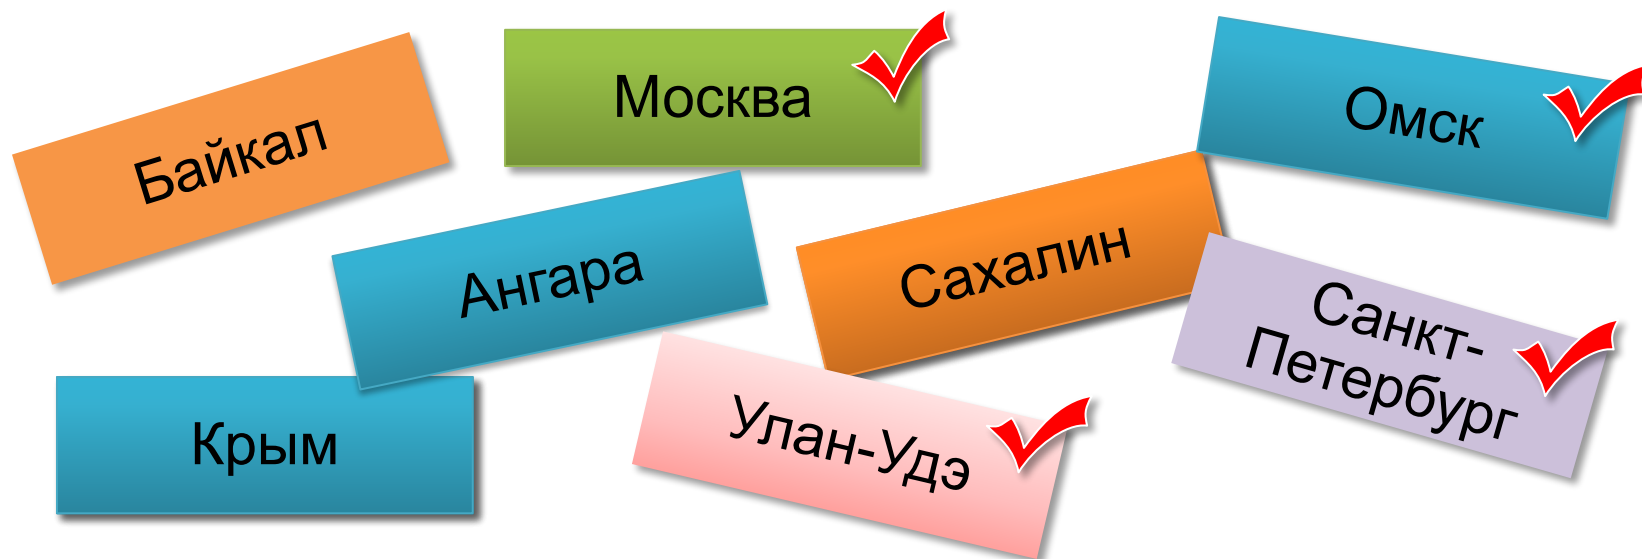 Байкал
Москва
Омск
Ангара
Сахалин
Санкт-
Петербург
Крым
Улан-Удэ